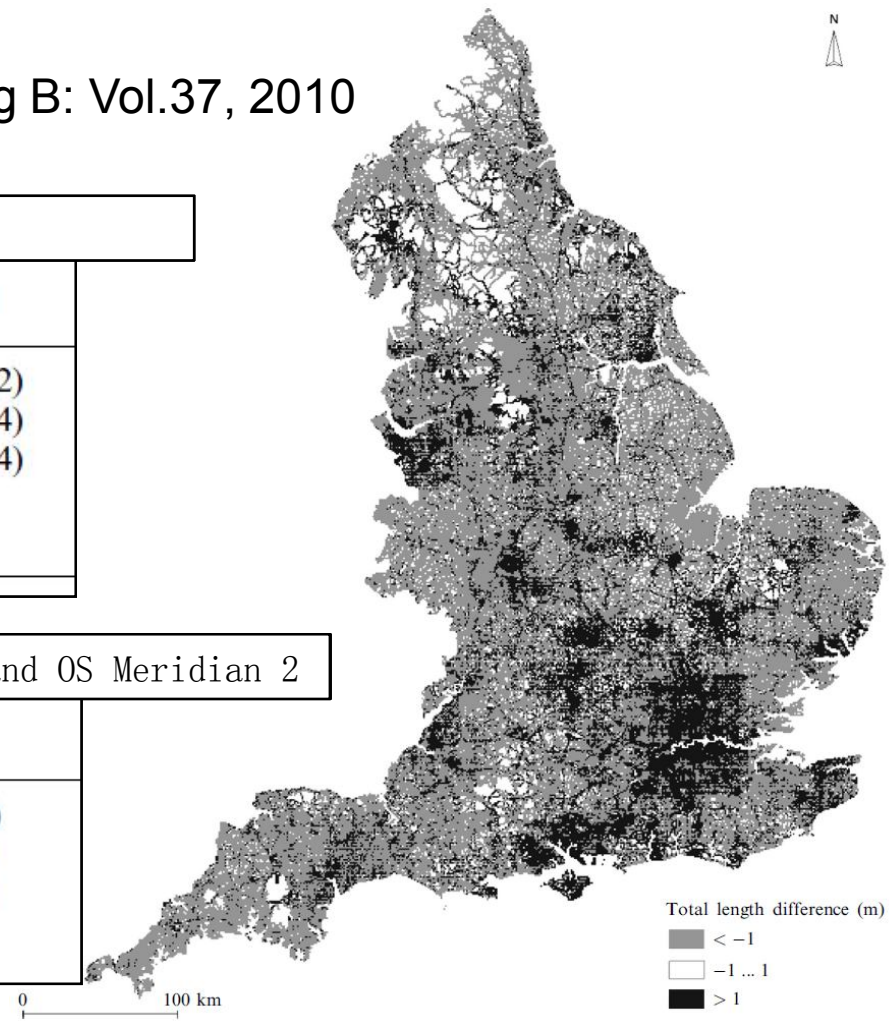 N
g B: Vol.37, 2010
2)
4)
4)
and OS Meridian 2
)
Total length difference (m)
< −1
−1 ... 1
> 1
0 100 km